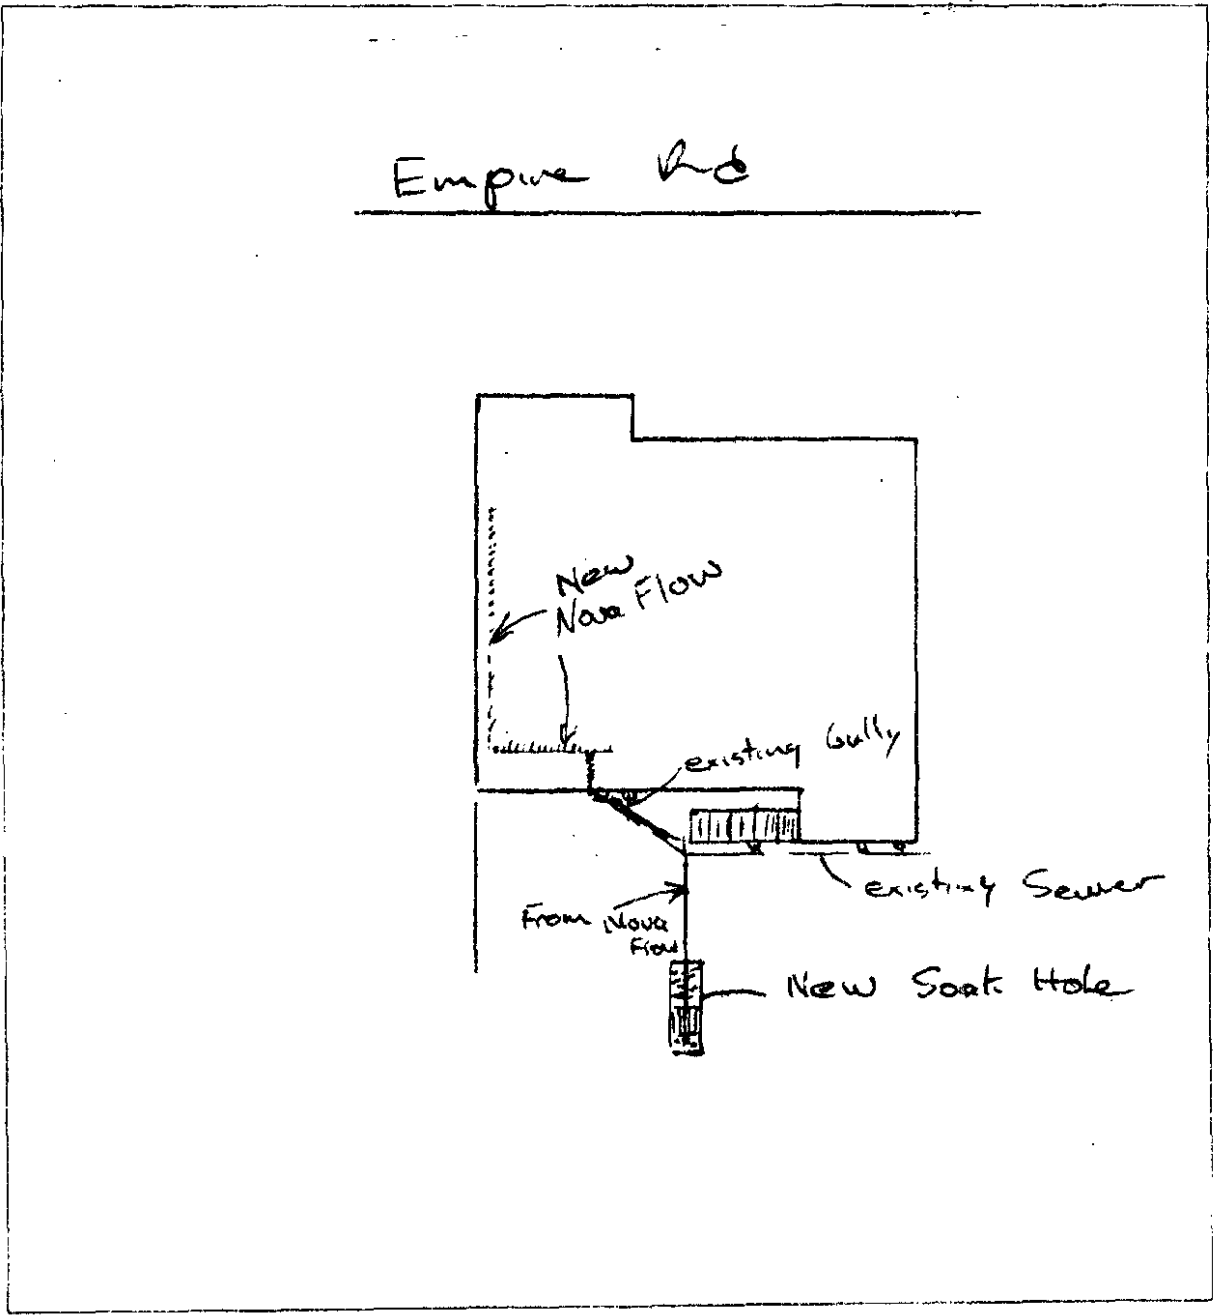 Empire Rd
New
Nova Flow
existing Gully
existing Sewer
From Nova
Flow
New Soak Hole